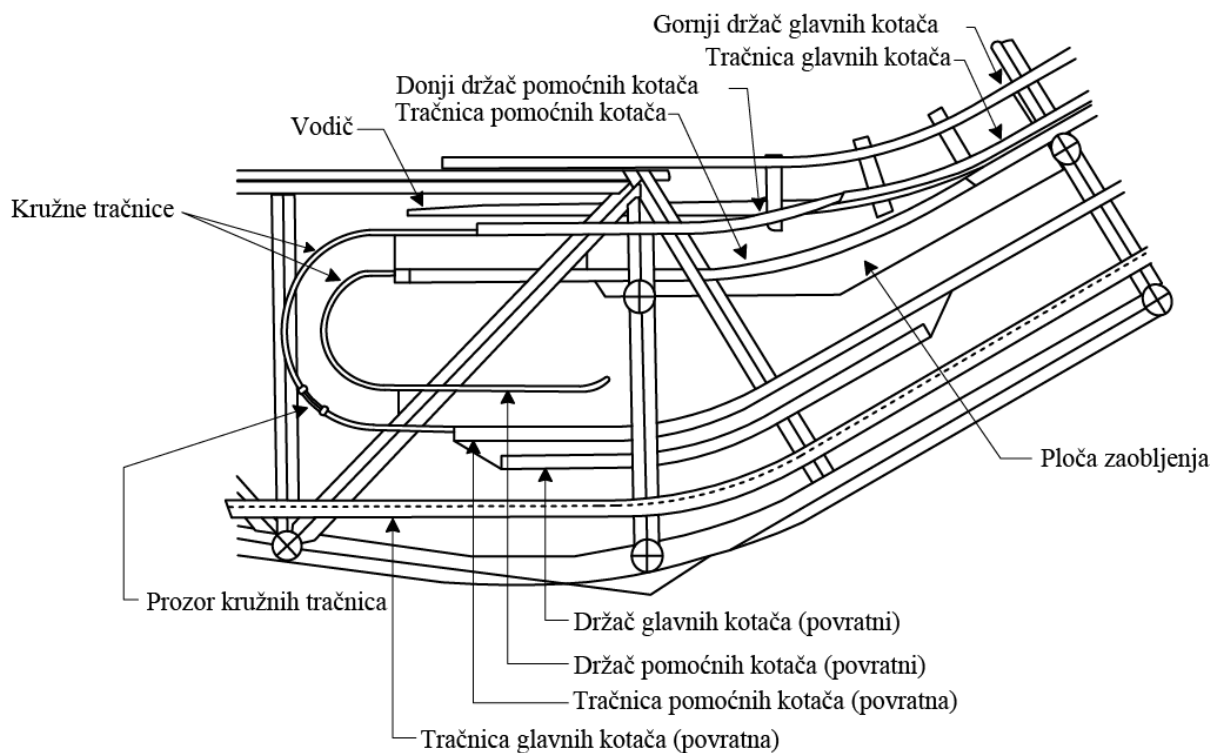 Gornji držač glavnih kotača
Tračnica glavnih kotača
Donji držač pomoćnih kotača
Tračnica pomoćnih kotača
Vodič
Kružne tračnice
Ploča zaobljenja
Prozor kružnih tračnica
Držač glavnih kotača (povratni)
Držač pomoćnih kotača (povratni)
Tračnica pomoćnih kotača (povratna)
Tračnica glavnih kotača (povratna)